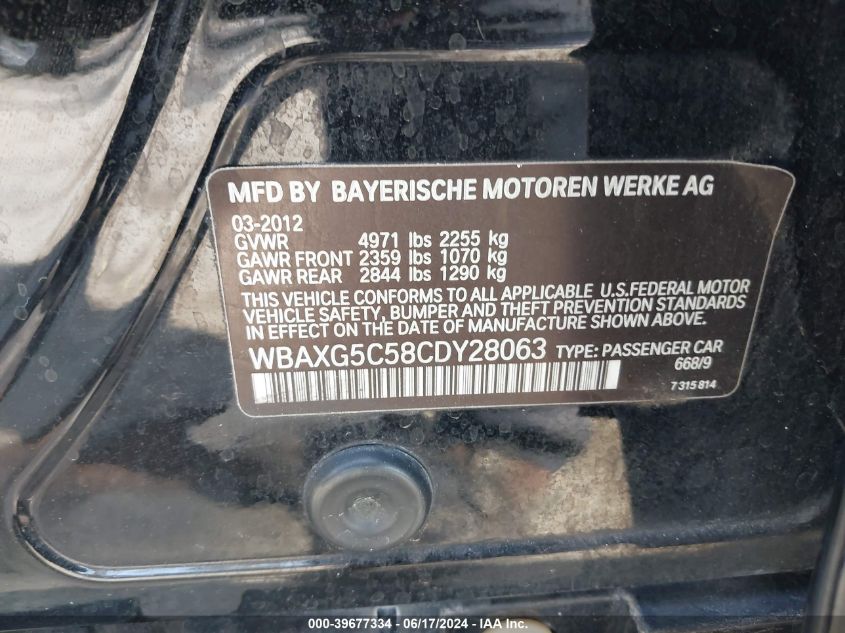 MFD BY BAYERISCHE MOTOREN WERKE AG
03-2012
GVWR 4971 lbs 2255 kg
GAWR FRONT 2359 lbs 1070 kg
GAWR REAR 2844 lbs 1290 kg
THIS VEHICLE CONFORMS TO ALL APPLICABLE U.S.FEDERAL MOTOR
VEHICLE SAFETY, BUMPER AND THEFT PREVENTION STANDARDS
IN EFFECT ON THE DATE OF MANUFACTURE SHOWN ABOVE.
WBAXG5C58CDY28063 TYPE: PASSENGER CAR
668/9
7 315 814
000-39677334 / 06/17/2024 - IAA Inc.